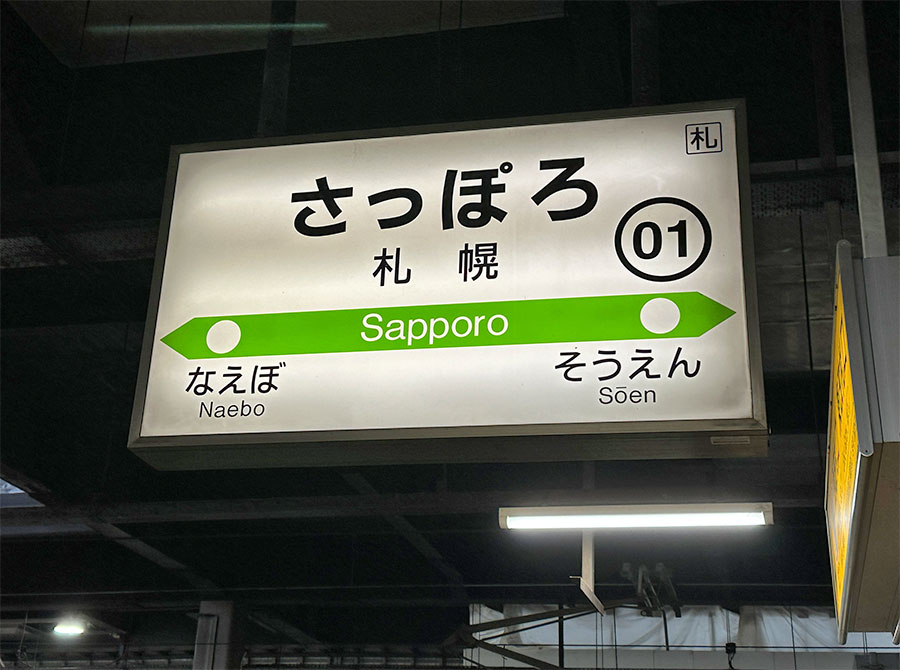 札
さっぽろ
01
札幌
Sapporo
なえぼ
Naebo
そうえん
Sōen